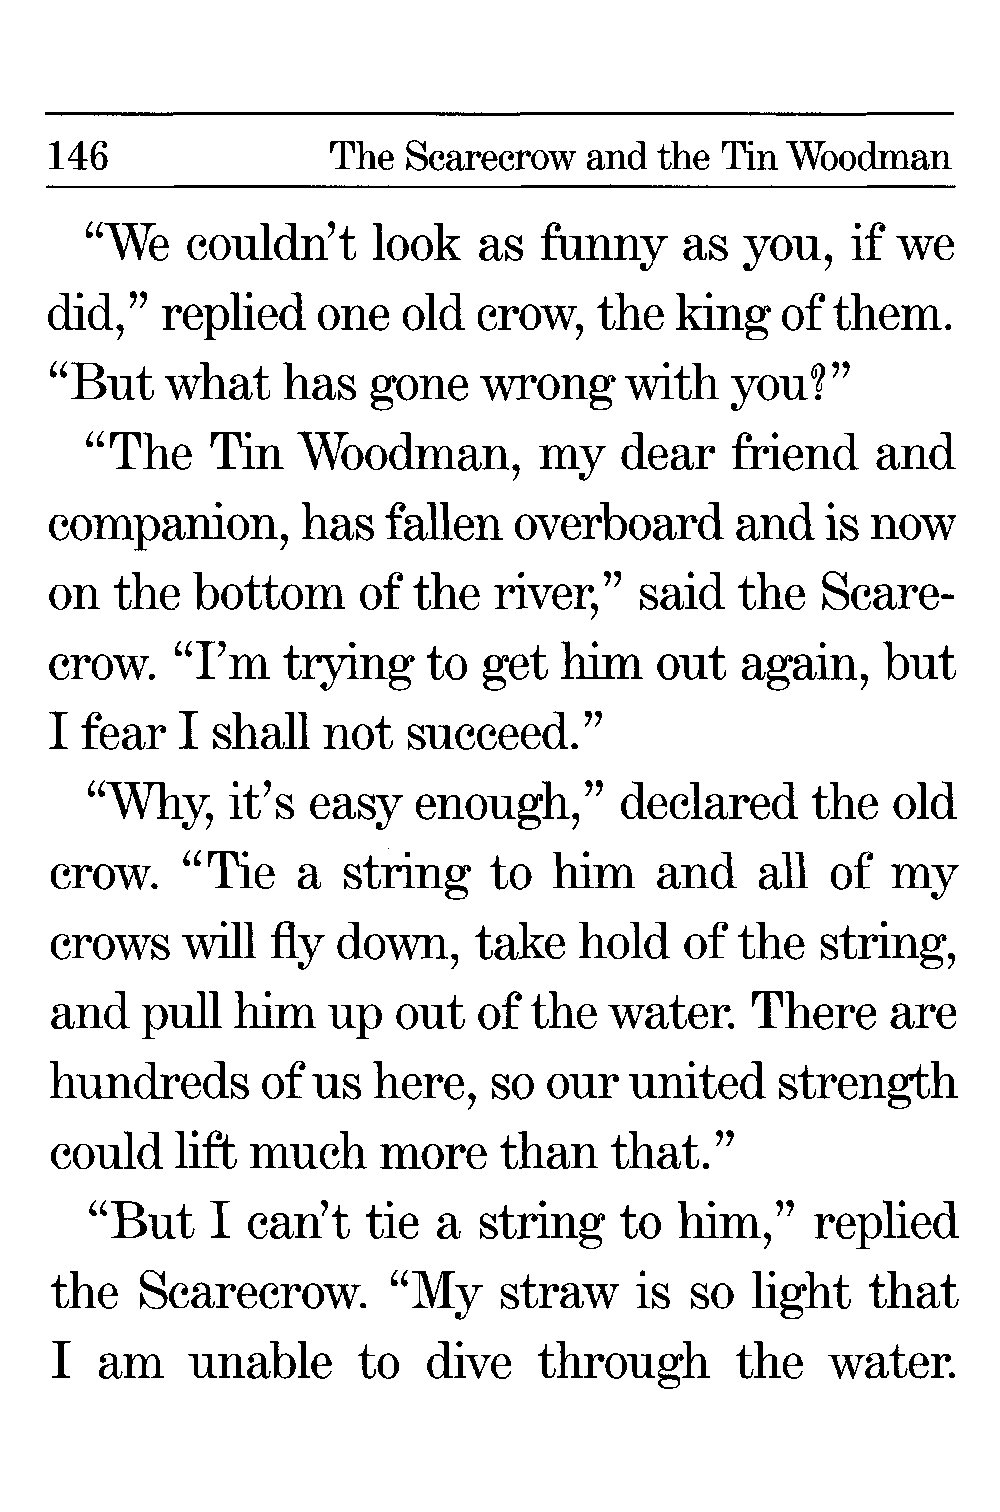 146 The Scarecrow and the Tin Woodman
“We couldn’t look as funny as you, if we
did,” replied one old crow, the king of them.
“But what has gone wrong with you?”
“The Tin Woodman, my dear friend and
companion, has fallen overboard and is now
on the bottom of the river,” said the Scare-
crow. “I’m trying to get him out again, but
I fear I shall not succeed.”
“Why, it’s easy enough,” declared the old
crow. “Tie a string to him and all of my
crows will fly down, take hold of the string,
and pull him up out of the water. There are
hundreds of us here, so our united strength
could lift much more than that.”
“But I can’t tie a string to him,” replied
the Scarecrow. “My straw is so light that
I am unable to dive through the water.